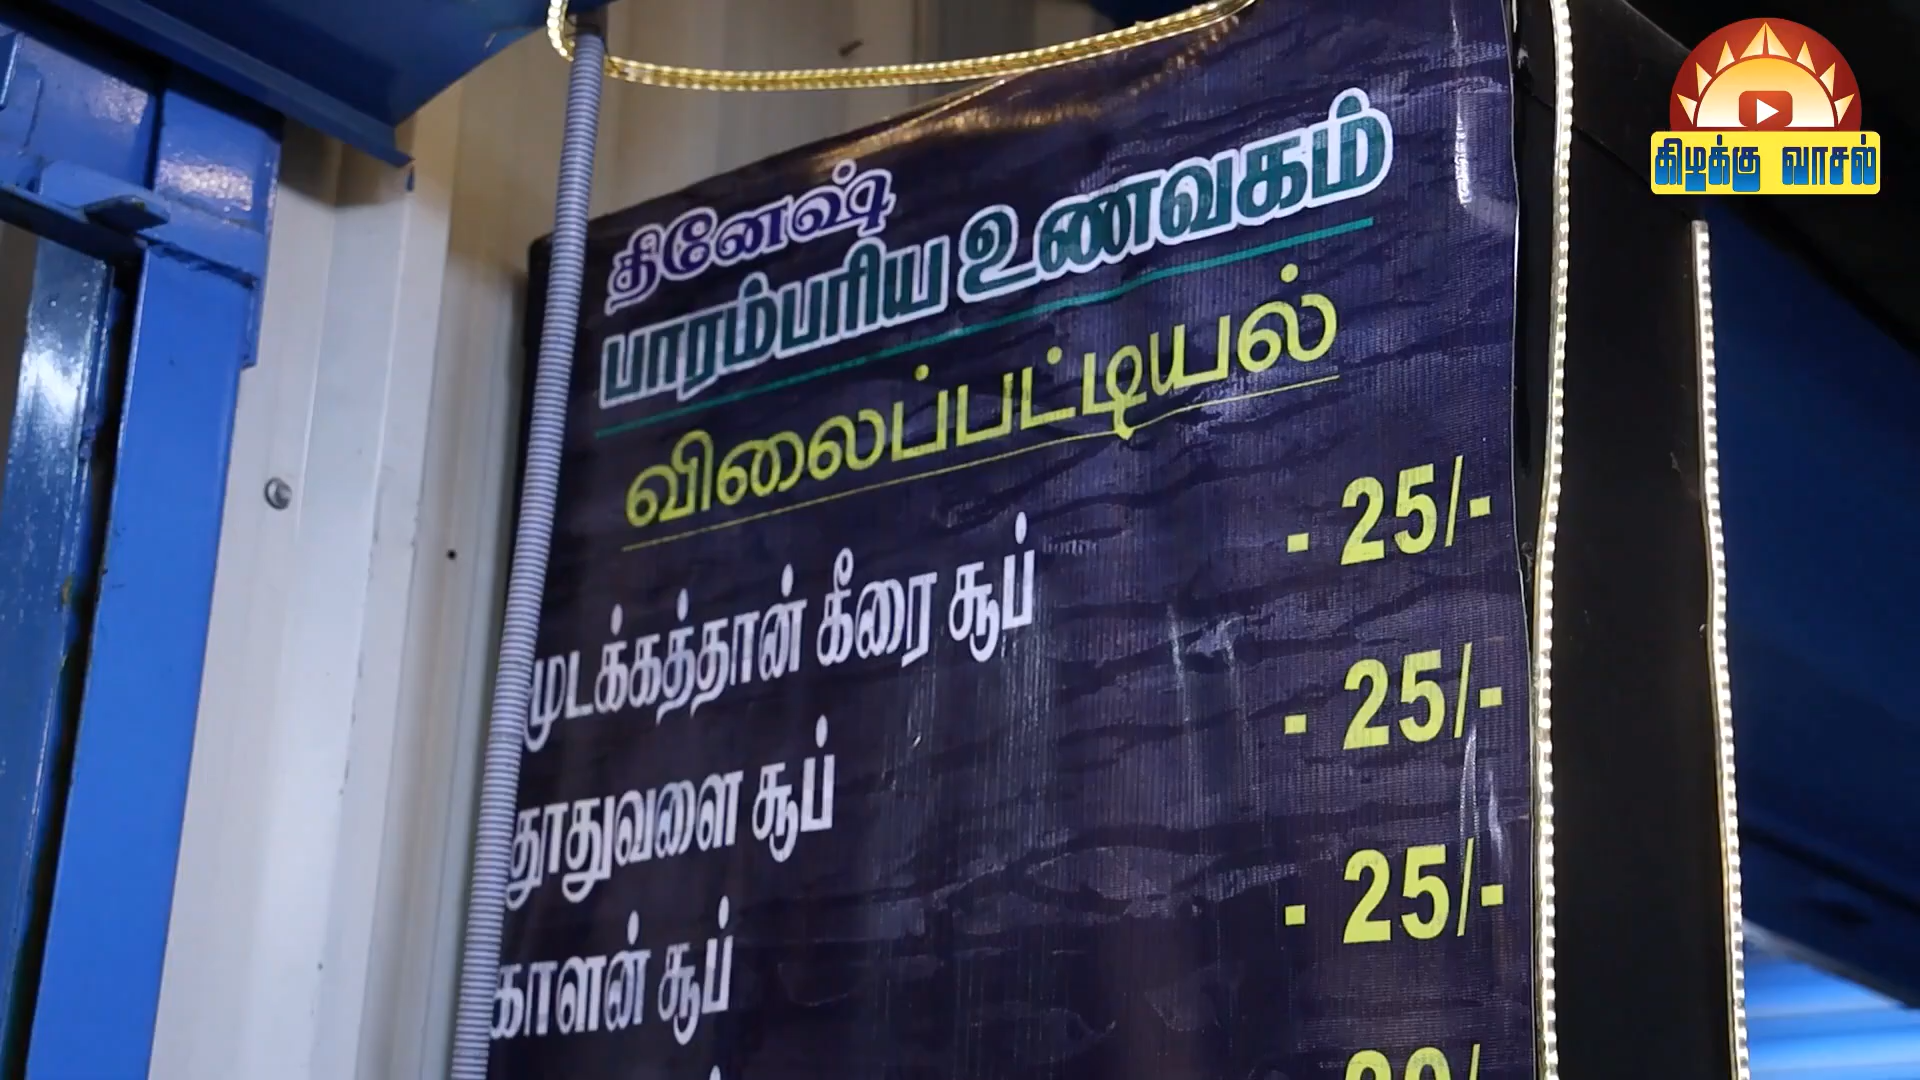 கிழக்கு வாசல்
தினேஷ்
பாரம்பரிய உணவகம்
விலைப்பட்டியல்
முடக்கத்தான் கீரை சூப் - 25/-
தூதுவளை சூப் - 25/-
காளன் சூப் - 25/-